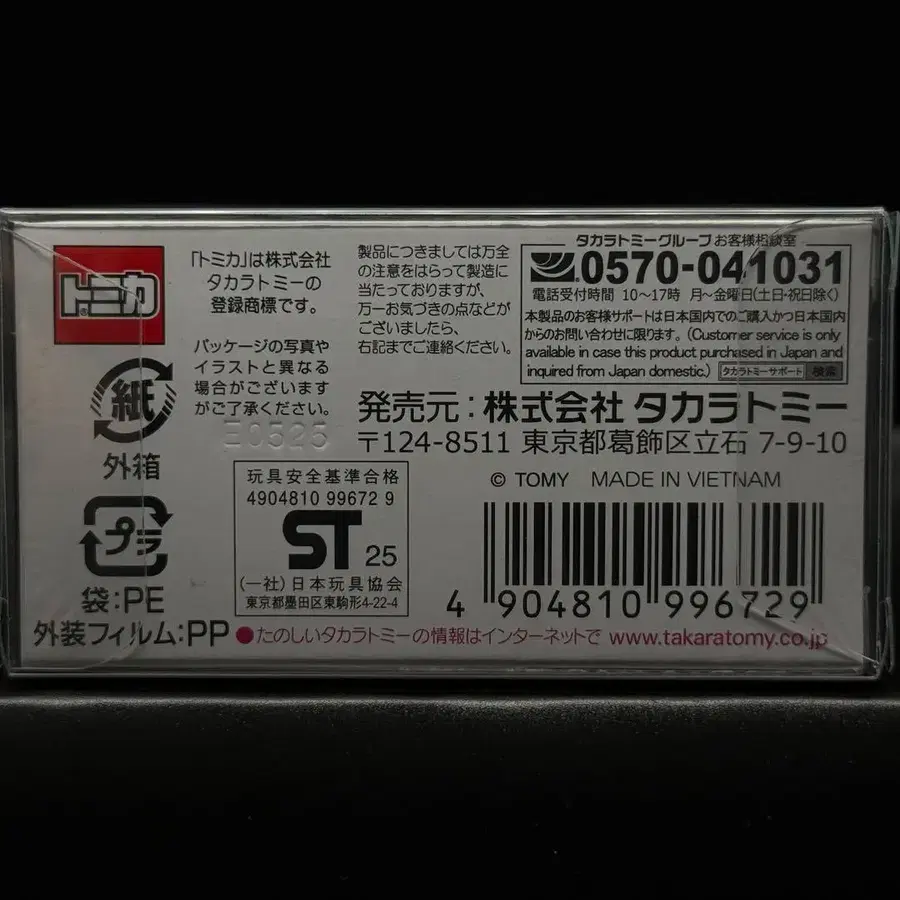 トミカ
®
「トミカ」は株式会社
タカラトミーの
登録商標です。
パッケージの写真や
イラストと異なる
場合がございます
がご了承ください。
E0525
製品につきましては万全
の注意をはらって製造に
当たっておりますが、
万一お気づきの点などが
ございましたら、
右記までご連絡ください。
タカラトミーグループ お客様相談室
0570-041031
電話受付時間 10〜17時 月〜金曜日(土日・祝日除く)
本製品のお客様サポートは日本国内でのご購入かつ日本国内
からのお問い合わせに限ります。(Customer service is only
available in case this product purchased in Japan and
inquired from Japan domestic.) タカラトミーサポート 検索
発売元:株式会社 タカラトミー
〒124-8511 東京都葛飾区立石 7-9-10
© TOMY MADE IN VIETNAM
紙
外箱
プラ
袋:PE
外装フィルム:PP
玩具安全基準合格
4904810 99672 9
ST 25
(一社)日本玩具協会
東京都墨田区東駒形4-22-4
4 904810 996729
●たのしいタカラトミーの情報はインターネットで www.takaratomy.co.jp